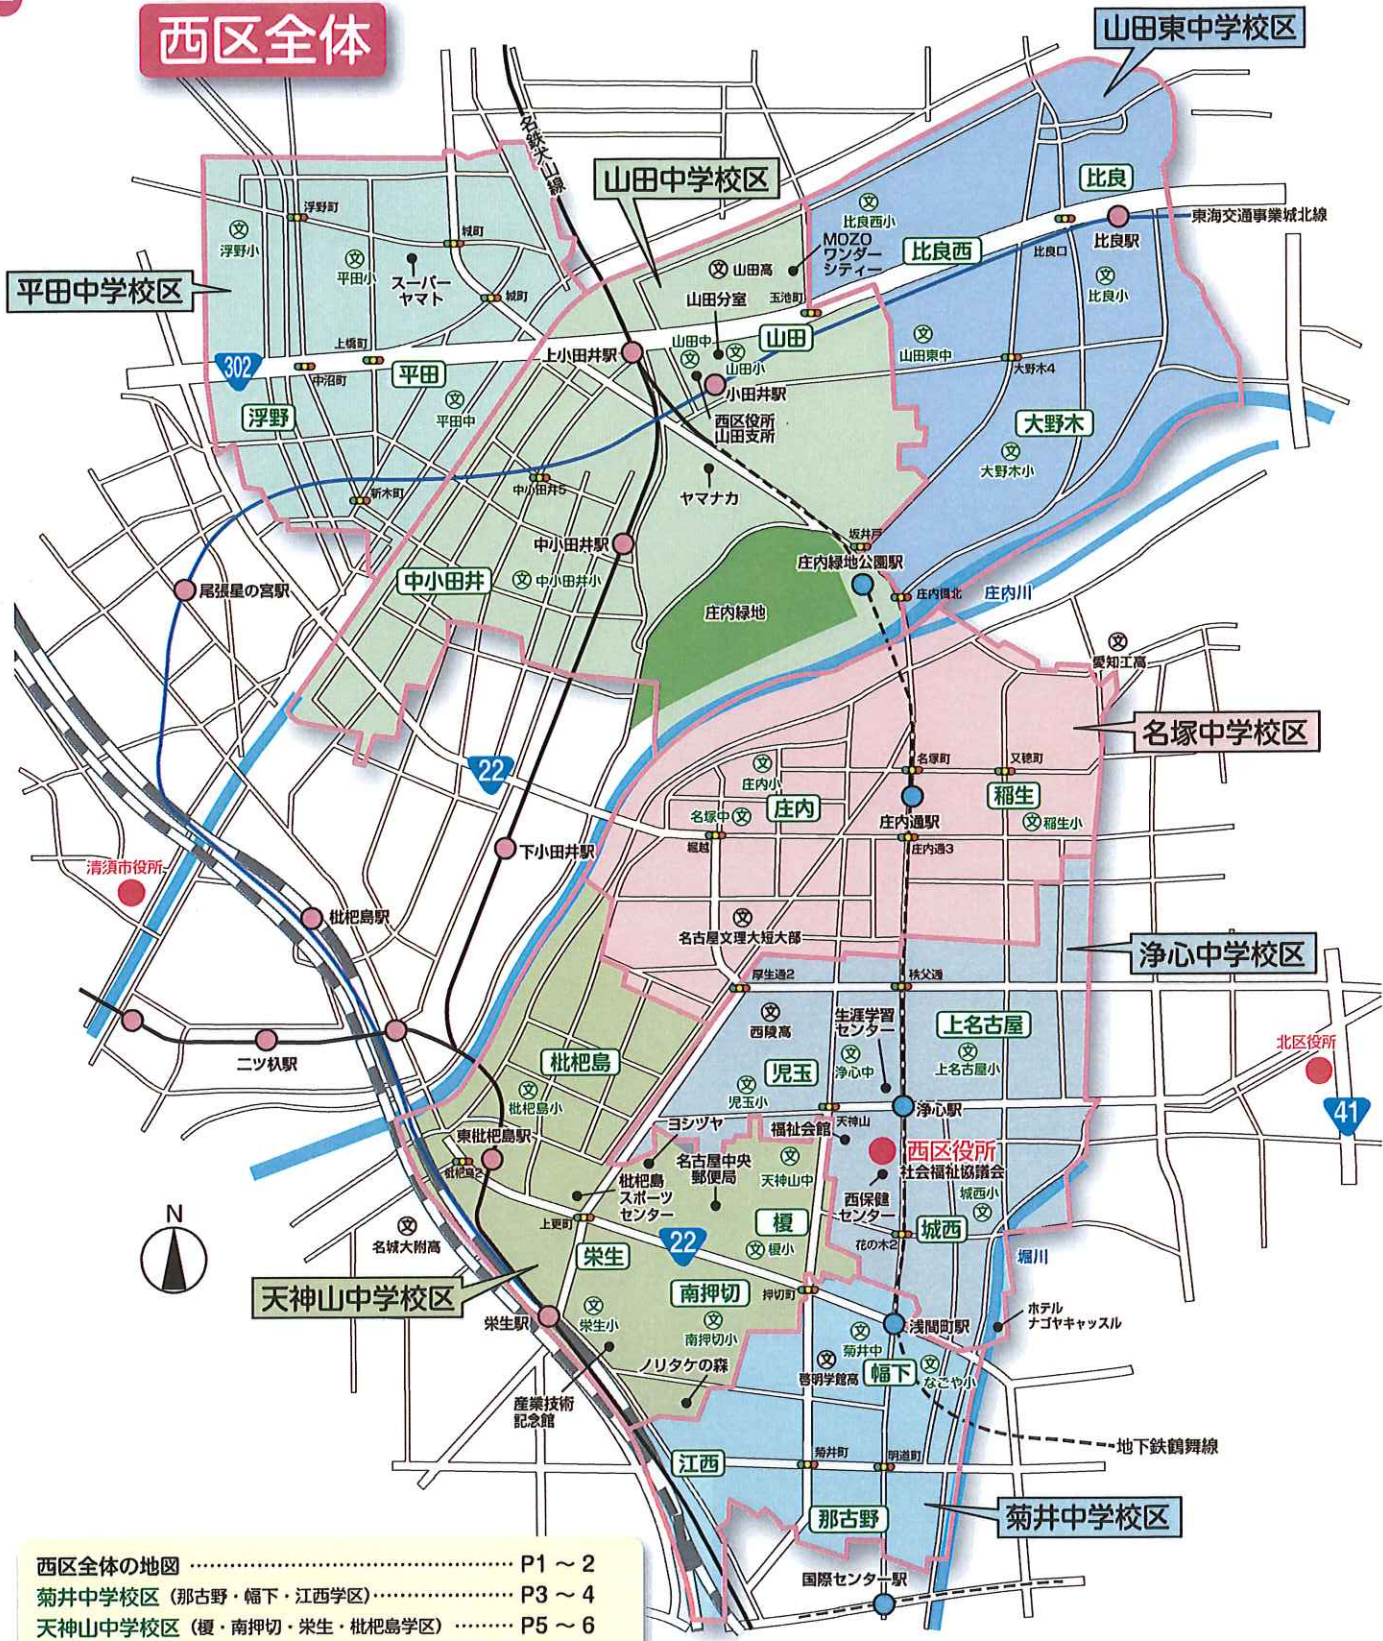 西区全体
山田東中学校区
名鉄犬山線
山田中学校区
比良
浮野町
浮野小
城町
平田小
スーパー
ヤマト
城町
比良西小
MOZO
ワンダー
シティー
東海交通事業城北線
比良駅
比良口
比良西
山田高
平田中学校区
山田分室
玉池町
比良小
上橋町
山田中
山田
山田小
山田東中
302
中沼町
平田
上小田井駅
小田井駅
大野木4
浮野
平田中
西区役所
山田支所
大野木
大野木小
新木町
中小田井5
ヤマナカ
坂井戸
中小田井駅
庄内緑地公園駅
中小田井
中小田井小
尾張星の宮駅
庄内緑地
庄内橋北
庄内川
愛知工高
名塚中学校区
22
名塚町
又穂町
庄内小
庄内
稲生
名塚中
庄内通駅
稲生小
堀越
庄内通3
下小田井駅
清須市役所
枇杷島駅
名古屋文理大短大部
浄心中学校区
厚生通2
秩父通
西陵高
生涯学習
センター
上名古屋
上名古屋小
北区役所
二ツ杁駅
枇杷島
児玉
浄心中
児玉小
枇杷島小
41
天神山
浄心駅
ヨシヅヤ
福祉会館
東枇杷島駅
枇杷島2
名古屋中央
郵便局
天神山中
西区役所
社会福祉協議会
枇杷島
スポーツ
センター
西保健
センター
城西小
N
名城大附高
上更町
22
榎
榎小
花の木2
城西
堀川
栄生
天神山中学校区
南押切
押切町
ホテル
ナゴヤキャッスル
栄生駅
栄生小
南押切小
浅間町駅
菊井中
ノリタケの森
啓明学館高
幅下
なごや小
産業技術
記念館
地下鉄鶴舞線
江西
菊井町
明道町
那古野
菊井中学校区
国際センター駅
西区全体の地図 ………………………………… P1 ～ 2
菊井中学校区 (那古野・幅下・江西学区)……………… P3 ～ 4
天神山中学校区 (榎・南押切・栄生・枇杷島学区) ……… P5 ～ 6